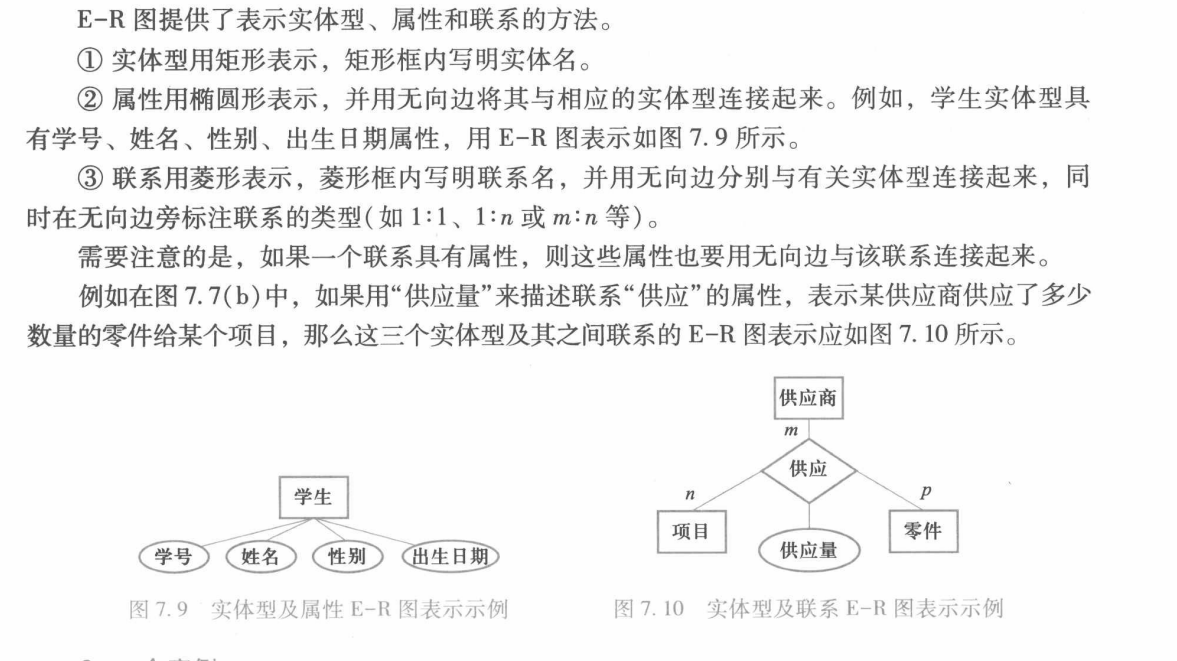 E-R 图提供了表示实体型、属性和联系的方法。
① 实体型用矩形表示，矩形框内写明实体名。
② 属性用椭圆形表示，并用无向边将其与相应的实体型连接起来。例如，学生实体型具
有学号、姓名、性别、出生日期属性，用 E-R 图表示如图 7.9 所示。
③ 联系用菱形表示，菱形框内写明联系名，并用无向边分别与有关实体型连接起来，同
时在无向边旁标注联系的类型(如 1∶1、1∶n 或 m∶n 等)。
需要注意的是，如果一个联系具有属性，则这些属性也要用无向边与该联系连接起来。
例如在图 7.7(b)中，如果用“供应量”来描述联系“供应”的属性，表示某供应商供应了多少
数量的零件给某个项目，那么这三个实体型及其之间联系的 E-R 图表示应如图 7.10 所示。
学生
学号 姓名 性别 出生日期
图 7.9 实体型及属性 E-R 图表示示例
供应商
m
供应
n p
项目 供应量 零件
图 7.10 实体型及联系 E-R 图表示示例